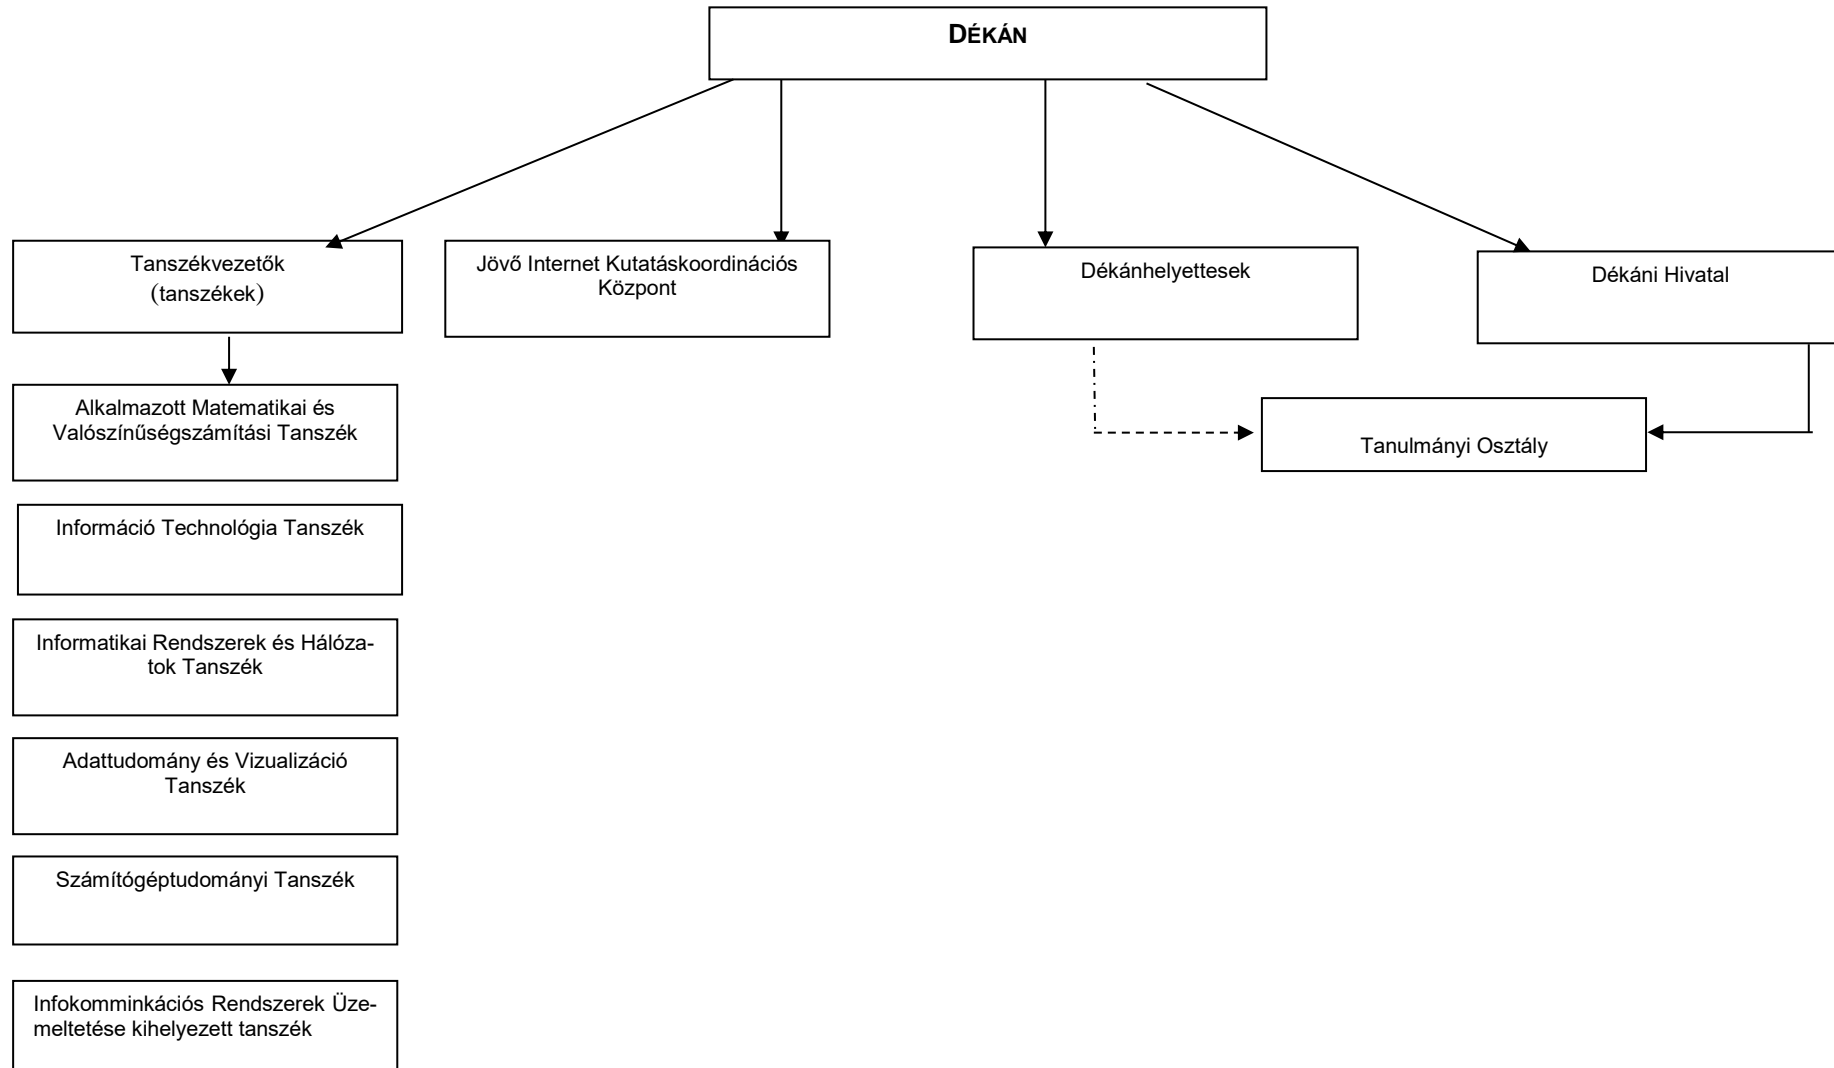 DÉKÁN
Tanszékvezetők
(tanszékek)
Jövő Internet Kutatáskoordinációs
Központ
Dékánhelyettesek
Dékáni Hivatal
Alkalmazott Matematikai és
Valószínűségszámítási Tanszék
Tanulmányi Osztály
Információ Technológia Tanszék
Informatikai Rendszerek és Hálóza-
tok Tanszék
Adattudomány és Vizualizáció
Tanszék
Számítógéptudományi Tanszék
Infokomminkációs Rendszerek Üze-
meltetése kihelyezett tanszék